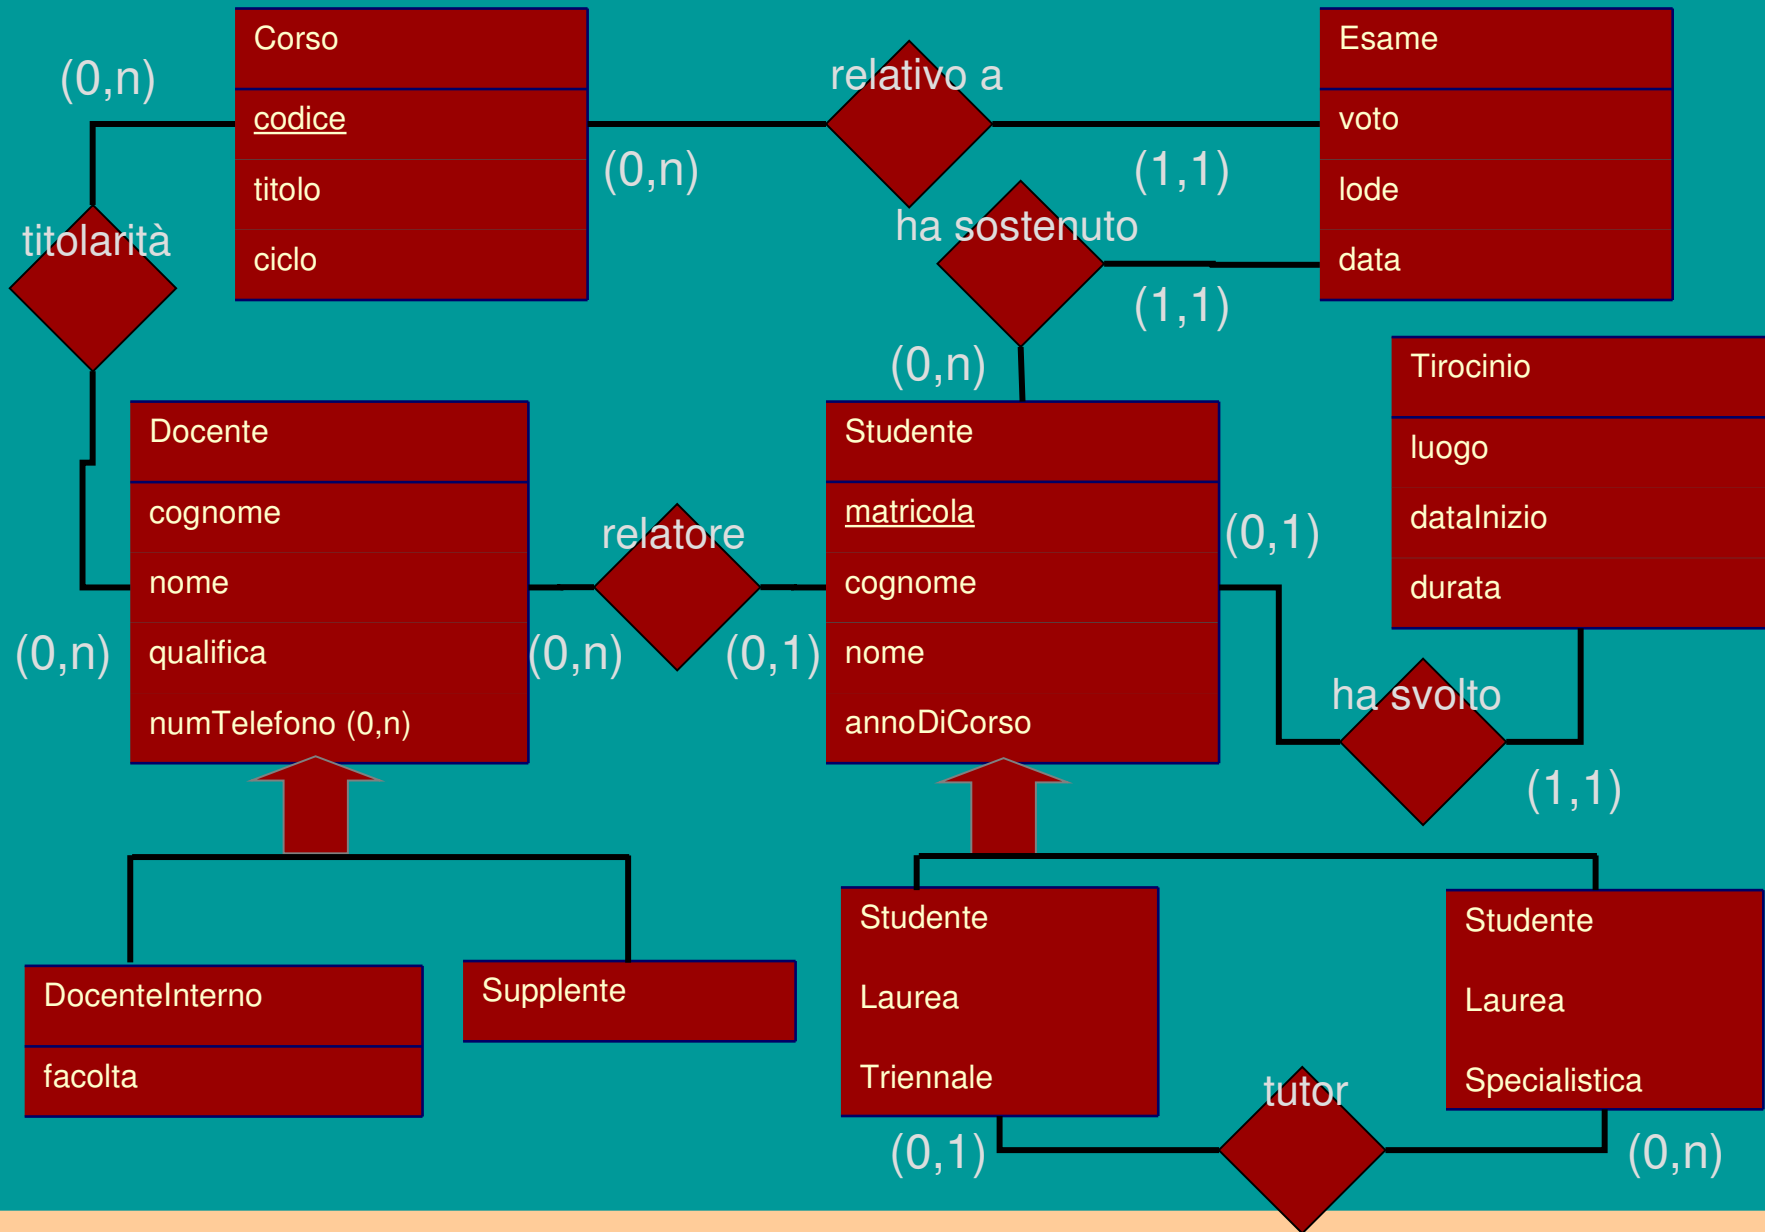 Corso
codice
titolo
ciclo
(0,n)
titolarità
(0,n)
relativo a
(1,1)
Esame
voto
lode
data
ha sostenuto
(1,1)
(0,n)
Tirocinio
luogo
dataInizio
durata
Docente
cognome
nome
qualifica
numTelefono (0,n)
(0,n)
(0,n)
relatore
(0,1)
Studente
matricola
cognome
nome
annoDiCorso
(0,1)
ha svolto
(1,1)
DocenteInterno
facolta
Supplente
Studente
Laurea
Triennale
Studente
Laurea
Specialistica
(0,1)
tutor
(0,n)